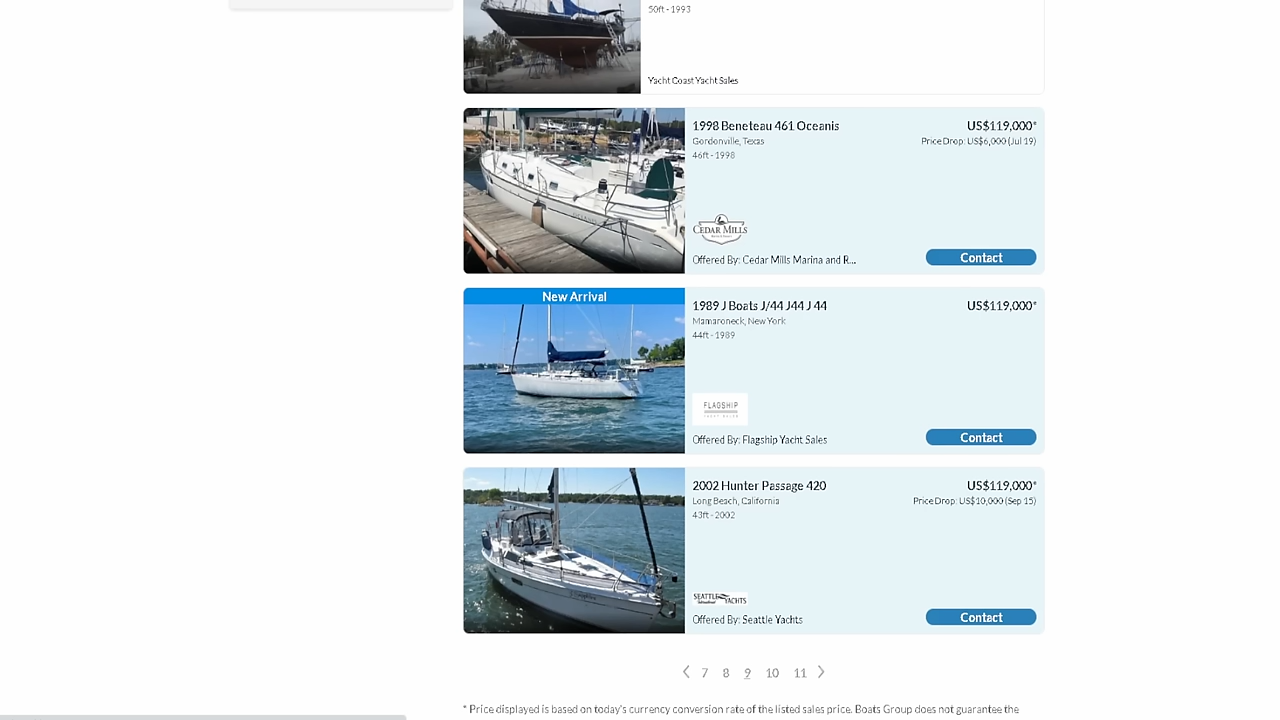 50ft - 1993
Yacht Coast Yacht Sales
1998 Beneteau 461 Oceanis
US$119,000*
Gordonville, Texas
Price Drop: US$6,000 (Jul 19)
46ft - 1998
CEDAR MILLS
Offered By: Cedar Mills Marina and R...
Contact
New Arrival
1989 J Boats J/44 J44 J 44
US$119,000*
Mamaroneck, New York
44ft - 1989
FLAGSHIP
Offered By: Flagship Yacht Sales
Contact
2002 Hunter Passage 420
US$119,000*
Long Beach, California
Price Drop: US$10,000 (Sep 15)
43ft - 2002
SEATTLE YACHTS
Offered By: Seattle Yachts
Contact
7 8 9 10 11
* Price displayed is based on today's currency conversion rate of the listed sales price. Boats Group does not guarantee the